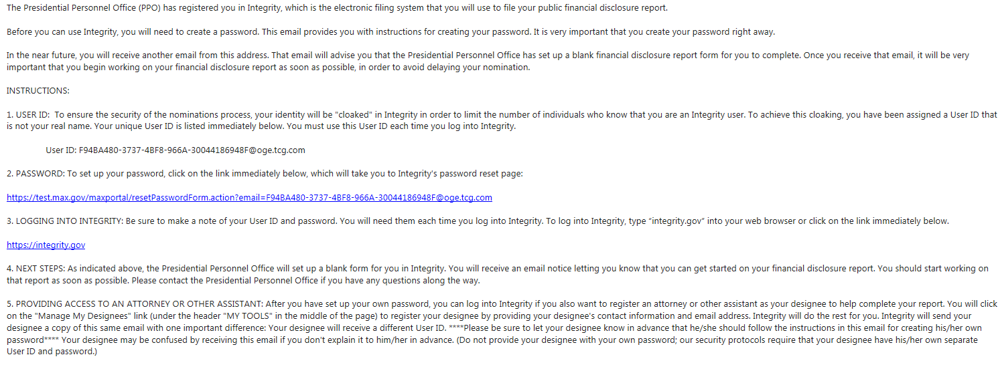 The Presidential Personnel Office (PPO) has registered you in Integrity, which is the electronic filing system that you will use to file your public financial disclosure report.
Before you can use Integrity, you will need to create a password. This email provides you with instructions for creating your password. It is very important that you create your password right away.
In the near future, you will receive another email from this address. That email will advise you that the Presidential Personnel Office has set up a blank financial disclosure report form for you to complete. Once you receive that email, it will be very
important that you begin working on your financial disclosure report as soon as possible, in order to avoid delaying your nomination.
INSTRUCTIONS:
1. USER ID:  To ensure the security of the nominations process, your identity will be "cloaked" in Integrity in order to limit the number of individuals who know that you are an Integrity user. To achieve this cloaking, you have been assigned a User ID that
is not your real name. Your unique User ID is listed immediately below. You must use this User ID each time you log into Integrity.
User ID: F94BA480-3737-4BF8-966A-30044186948F@oge.tcg.com
2. PASSWORD: To set up your password, click on the link immediately below, which will take you to Integrity's password reset page:
https://test.max.gov/maxportal/resetPasswordForm.action?email=F94BA480-3737-4BF8-966A-30044186948F@oge.tcg.com
3. LOGGING INTO INTEGRITY: Be sure to make a note of your User ID and password. You will need them each time you log into Integrity. To log into Integrity, type “integrity.gov” into your web browser or click on the link immediately below.
https://integrity.gov
4. NEXT STEPS: As indicated above, the Presidential Personnel Office will set up a blank form for you in Integrity. You will receive an email notice letting you know that you can get started on your financial disclosure report. You should start working on
that report as soon as possible. Please contact the Presidential Personnel Office if you have any questions along the way.
5. PROVIDING ACCESS TO AN ATTORNEY OR OTHER ASSISTANT: After you have set up your own password, you can log into Integrity if you also want to register an attorney or other assistant as your designee to help complete your report. You will click
on the "Manage My Designees" link (under the header "MY TOOLS" in the middle of the page) to register your designee by providing your designee's contact information and email address. Integrity will do the rest for you. Integrity will send your
designee a copy of this same email with one important difference: Your designee will receive a different User ID. ****Please be sure to let your designee know in advance that he/she should follow the instructions in this email for creating his/her own
password**** Your designee may be confused by receiving this email if you don't explain it to him/her in advance. (Do not provide your designee with your own password; our security protocols require that your designee have his/her own separate
User ID and password.)